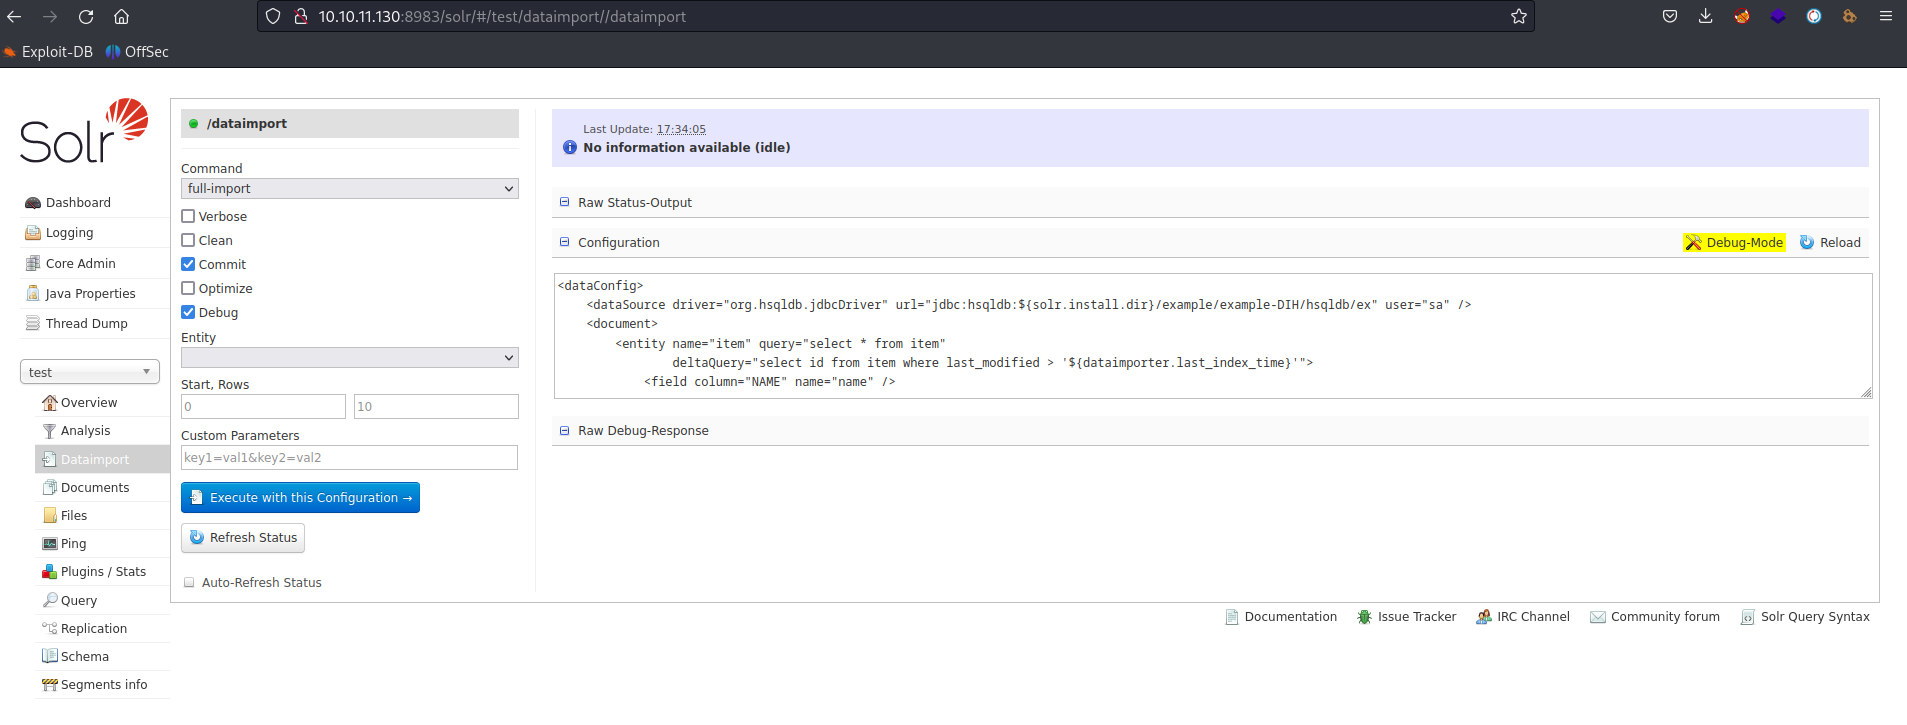 10.10.11.130:8983/solr/#/test/dataimport//dataimport
Exploit-DB
OffSec
Solr
Dashboard
Logging
Core Admin
Java Properties
Thread Dump
test
Overview
Analysis
Dataimport
Documents
Files
Ping
Plugins / Stats
Query
Replication
Schema
Segments info
/dataimport
Command
full-import
Verbose
Clean
Commit
Optimize
Debug
Entity
Start, Rows
0
10
Custom Parameters
key1=val1&key2=val2
Execute with this Configuration →
Refresh Status
Auto-Refresh Status
Last Update: 17:34:05
No information available (idle)
Raw Status-Output
Configuration
Debug-Mode
Reload
<dataConfig>
<dataSource driver="org.hsqldb.jdbcDriver" url="jdbc:hsqldb:${solr.install.dir}/example/example-DIH/hsqldb/ex" user="sa" />
<document>
<entity name="item" query="select * from item"
deltaQuery="select id from item where last_modified > '${dataimporter.last_index_time}'">
<field column="NAME" name="name" />
Raw Debug-Response
Documentation
Issue Tracker
IRC Channel
Community forum
Solr Query Syntax